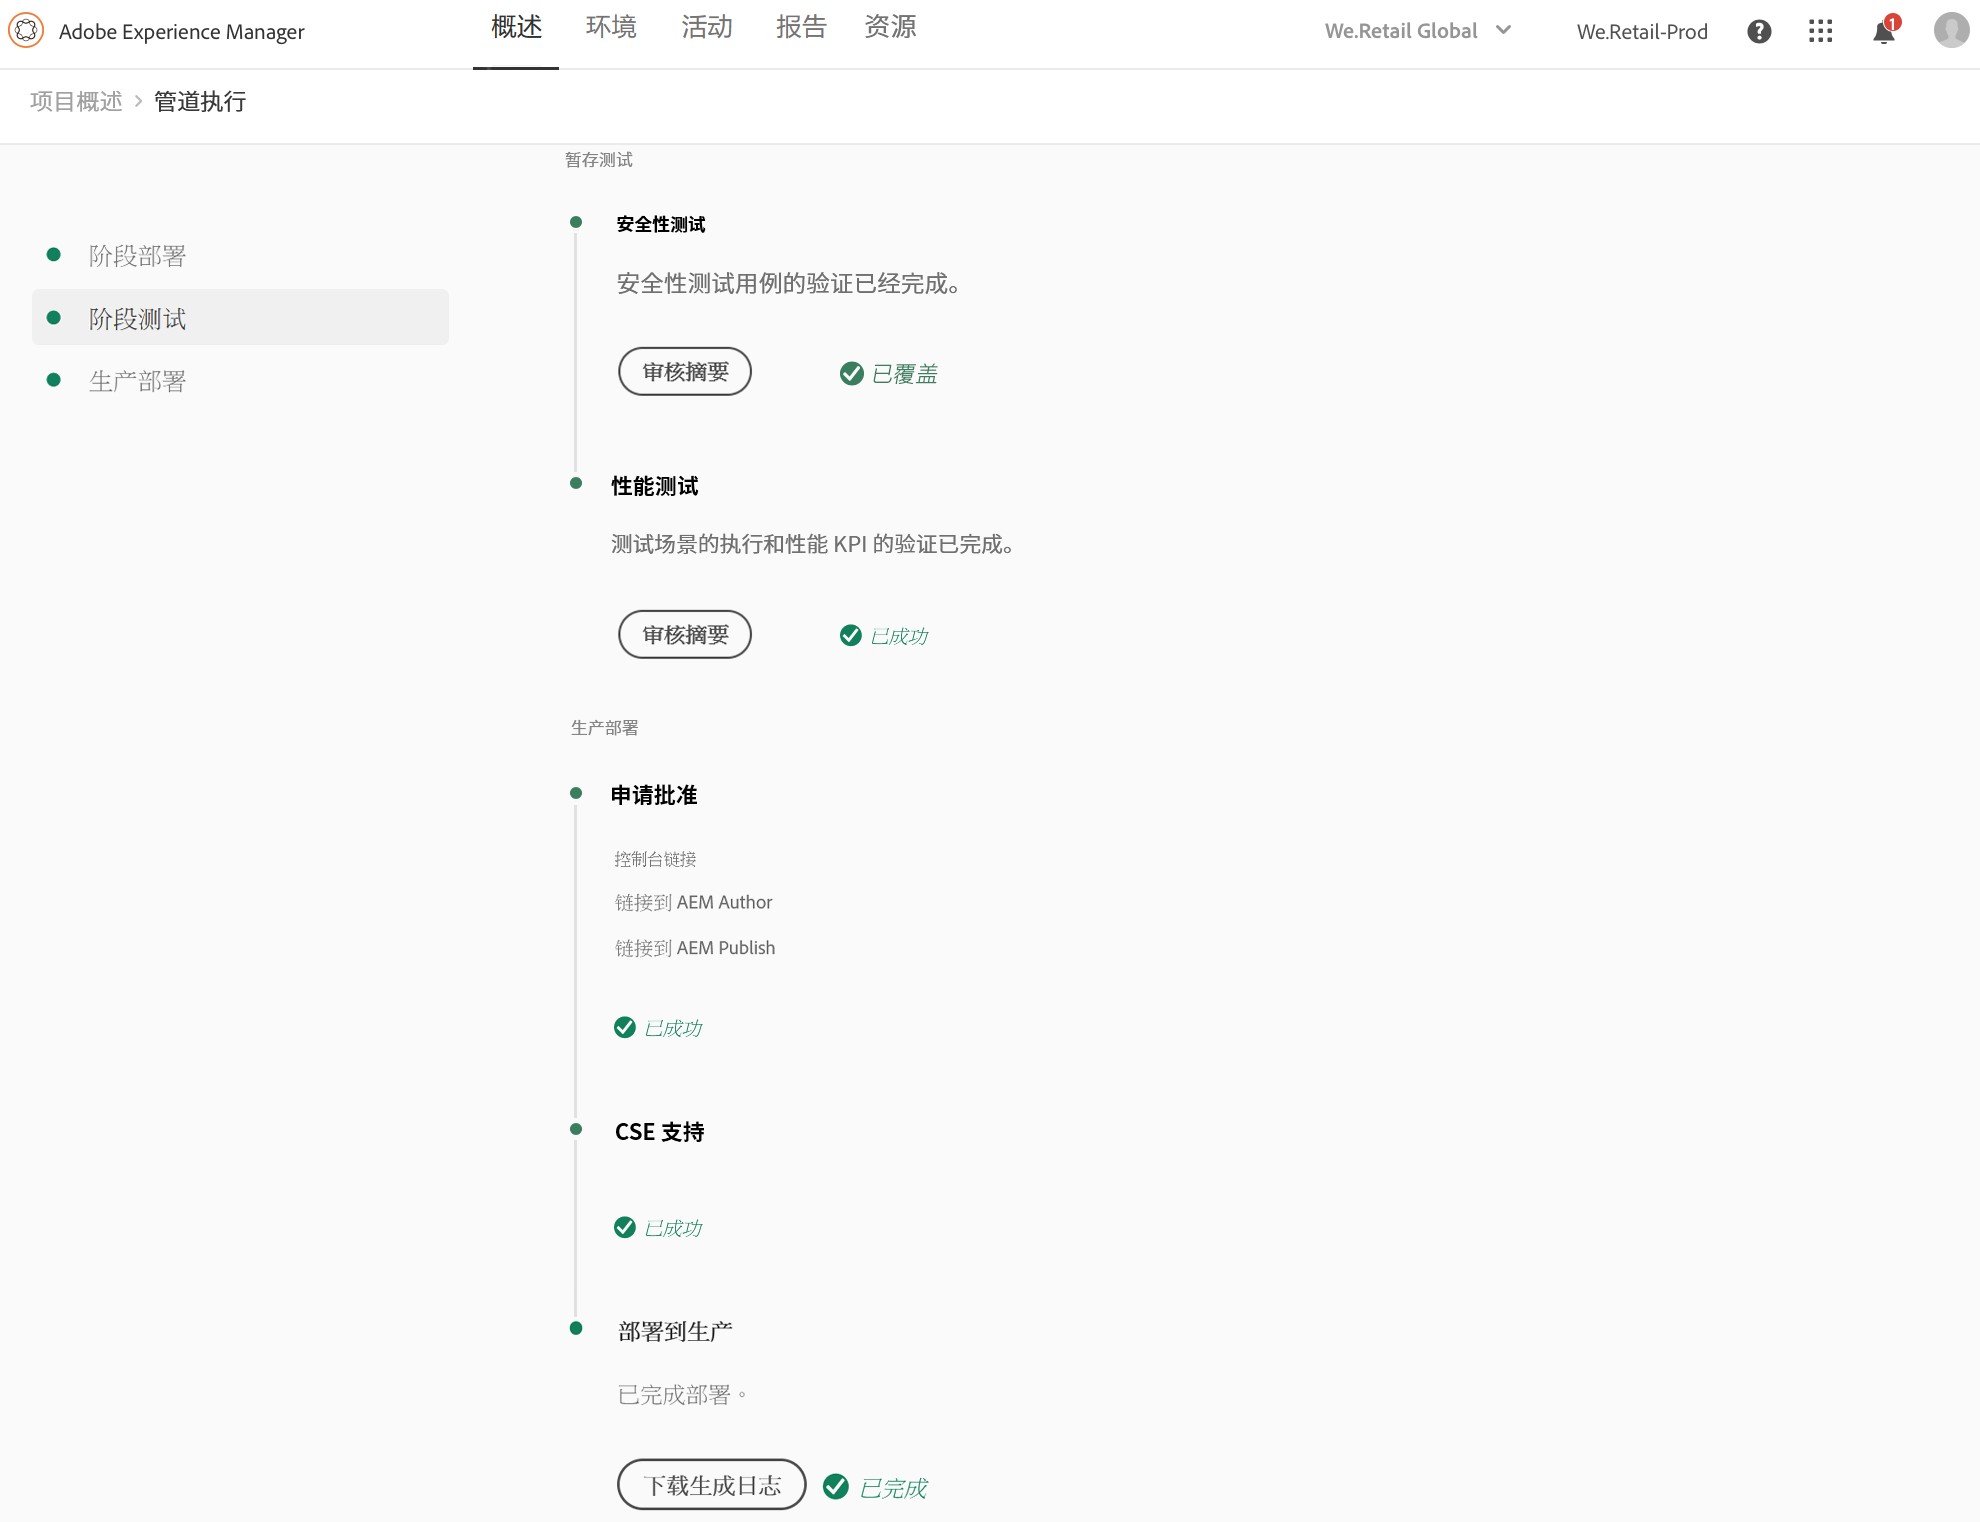 Adobe Experience Manager
概述 环境 活动 报告 资源
We.Retail Global
We.Retail-Prod
1
项目概述 管道执行
阶段部署
阶段测试
生产部署
暂存测试
安全性测试
安全性测试用例的验证已经完成。
审核摘要 已覆盖
性能测试
测试场景的执行和性能 KPI 的验证已完成。
审核摘要 已成功
生产部署
申请批准
控制台链接
链接到 AEM Author
链接到 AEM Publish
已成功
CSE 支持
已成功
部署到生产
已完成部署。
下载生成日志 已完成